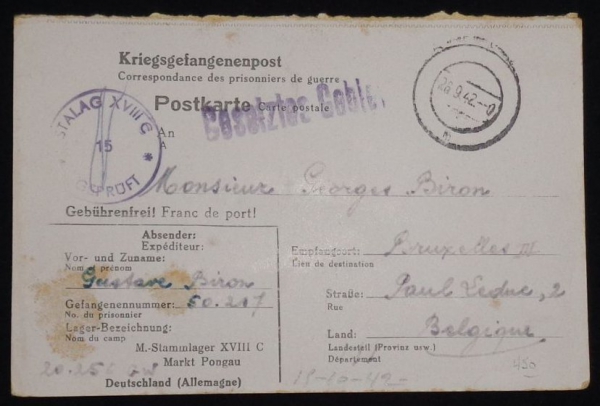 Kriegsgefangenenpost
Correspondance des prisonniers de guerre
Postkarte Carte postale
Besetztes Gebiet
STALAG XVIII C
15
GEPRÜFT
28.9.42
An
A
Monsieur Georges Biron
Gebührenfrei! Franc de port!
Absender:
Expéditeur:
Vor- und Zuname:
Nom et prénom
Gustave Biron
Gefangenennummer: 50.217
No. du prisonnier
Lager-Bezeichnung:
Nom du camp
M.-Stammlager XVIII C
Markt Pongau
Deutschland (Allemagne)
Empfangsort: Bruxelles III
Lieu de destination
Straße: Paul Leduc, 2
Rue
Land: Belgique
Landesteil (Provinz usw.)
Département
450
15-10-42-